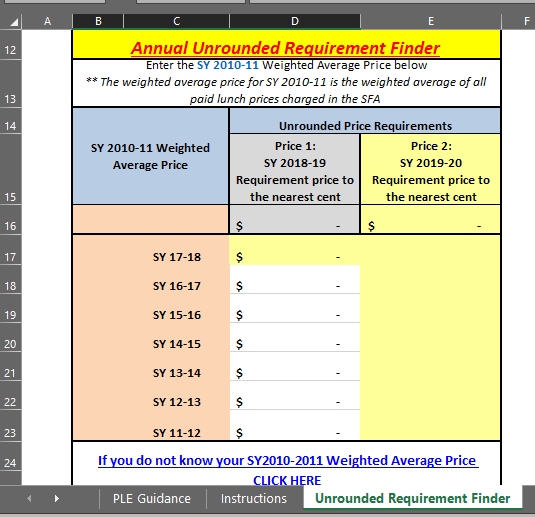 A B C D E F
12 Annual Unrounded Requirement Finder
Enter the SY 2010-11 Weighted Average Price below
** The weighted average price for SY 2010-11 is the weighted average of all
13 paid lunch prices charged in the SFA
14 Unrounded Price Requirements
SY 2010-11 Weighted
Average Price
Price 1:
SY 2018-19
Requirement price to
the nearest cent
Price 2:
SY 2019-20
Requirement price to
the nearest cent
15
16 $ - $ -
17 SY 17-18 $ -
18 SY 16-17 $ -
19 SY 15-16 $ -
20 SY 14-15 $ -
21 SY 13-14 $ -
22 SY 12-13 $ -
23 SY 11-12 $ -
24 If you do not know your SY2010-2011 Weighted Average Price
CLICK HERE
PLE Guidance Instructions Unrounded Requirement Finder